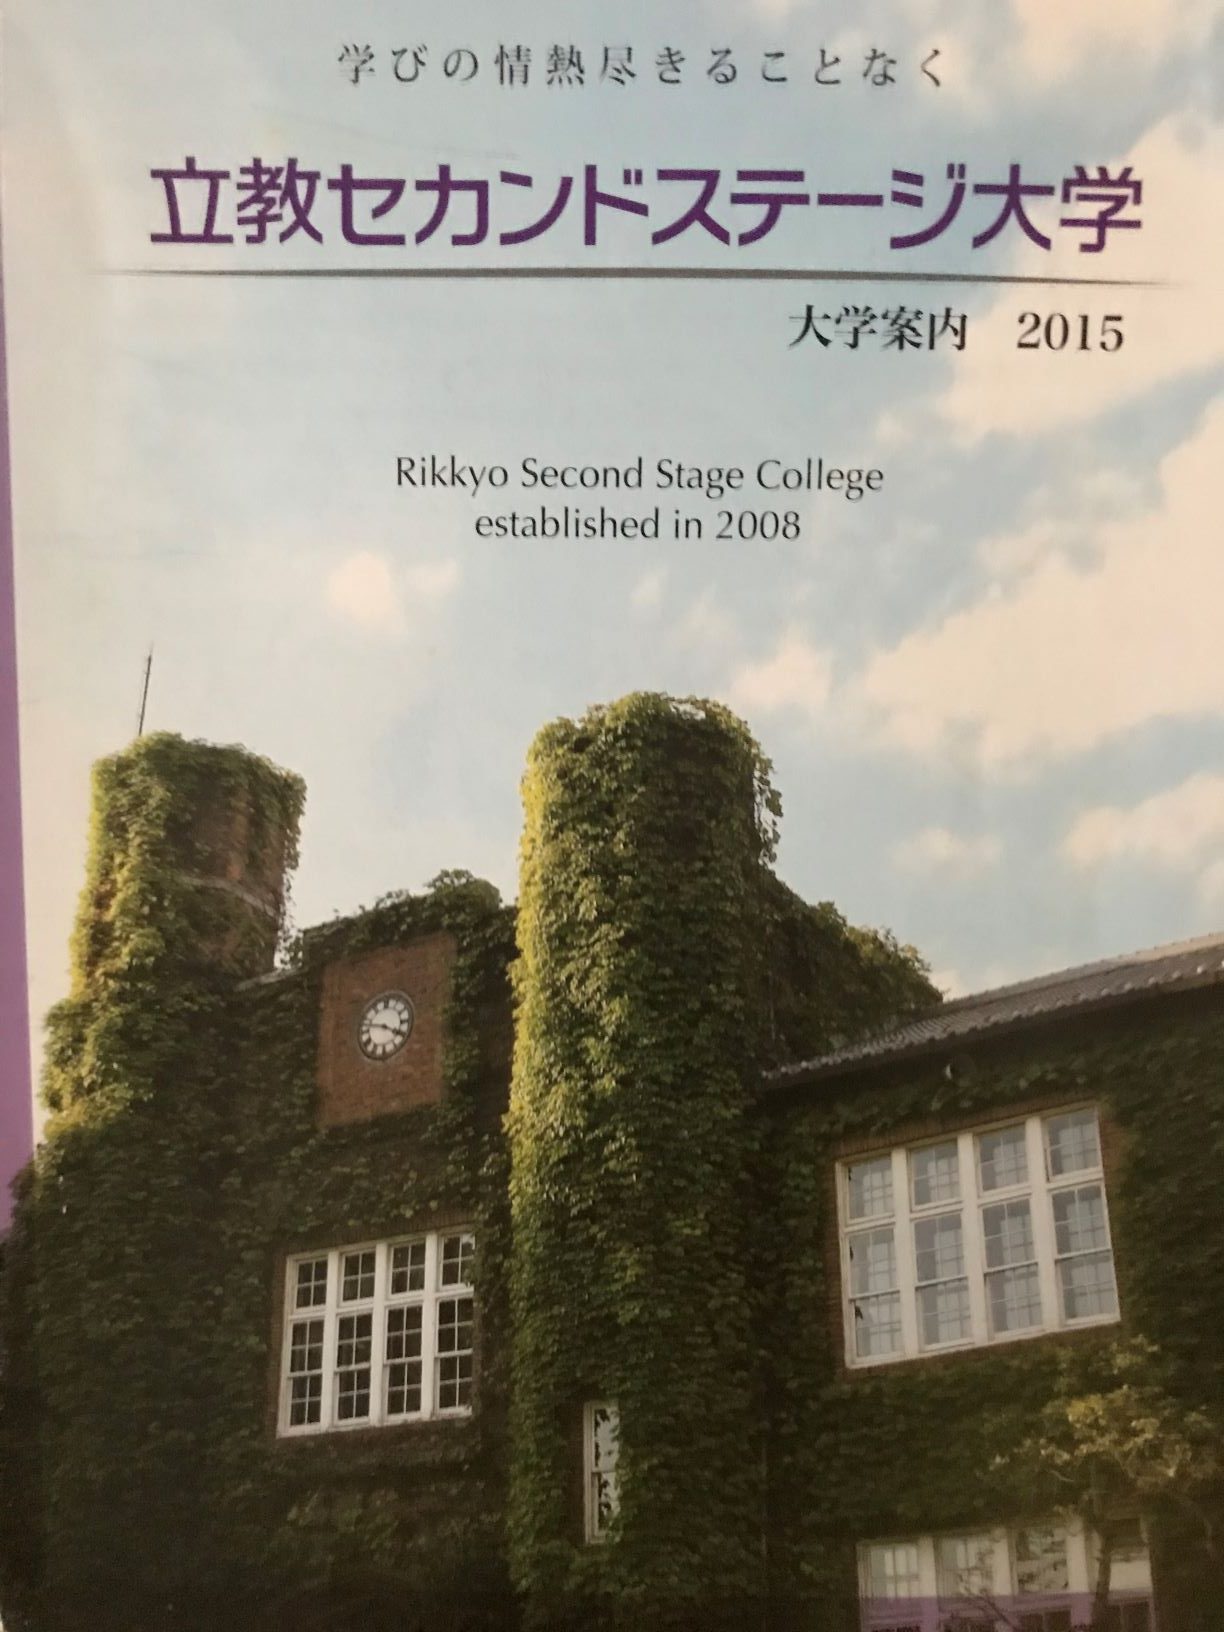 学びの情熱尽きることなく
立教セカンドステージ大学
大学案内　2015
Rikkyo Second Stage College
established in 2008